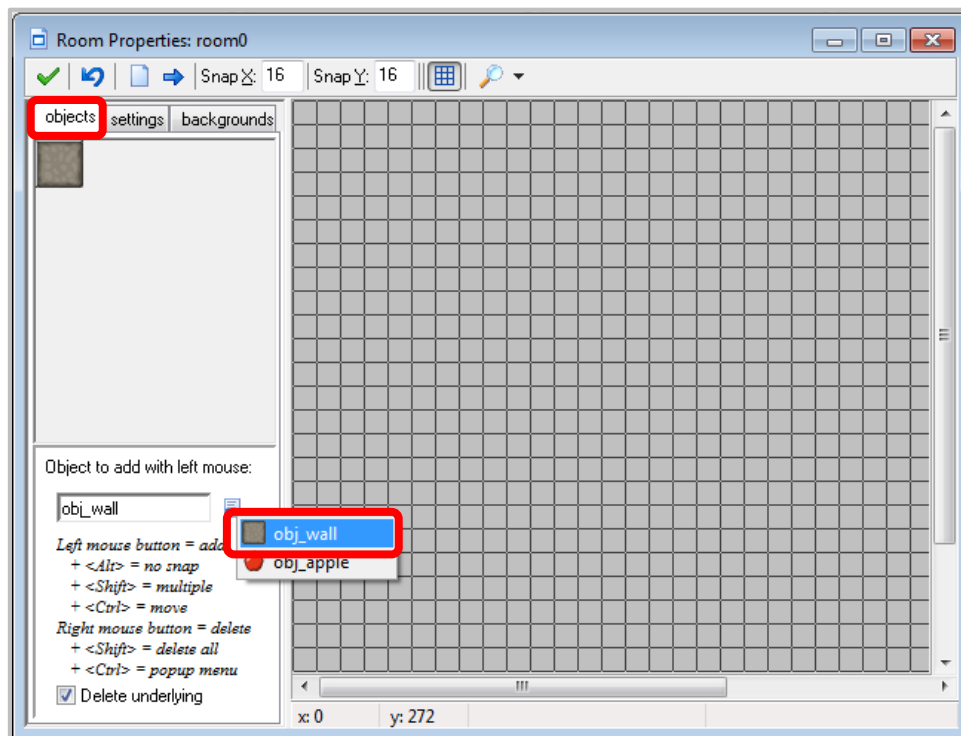 Room Properties: room0
Snap X: 16 Snap Y: 16
objects settings backgrounds
Object to add with left mouse:
obj_wall
obj_wall
obj_apple
Left mouse button = add
+ <Alt> = no snap
+ <Shift> = multiple
+ <Ctrl> = move
Right mouse button = delete
+ <Shift> = delete all
+ <Ctrl> = popup menu
Delete underlying
x: 0 y: 272